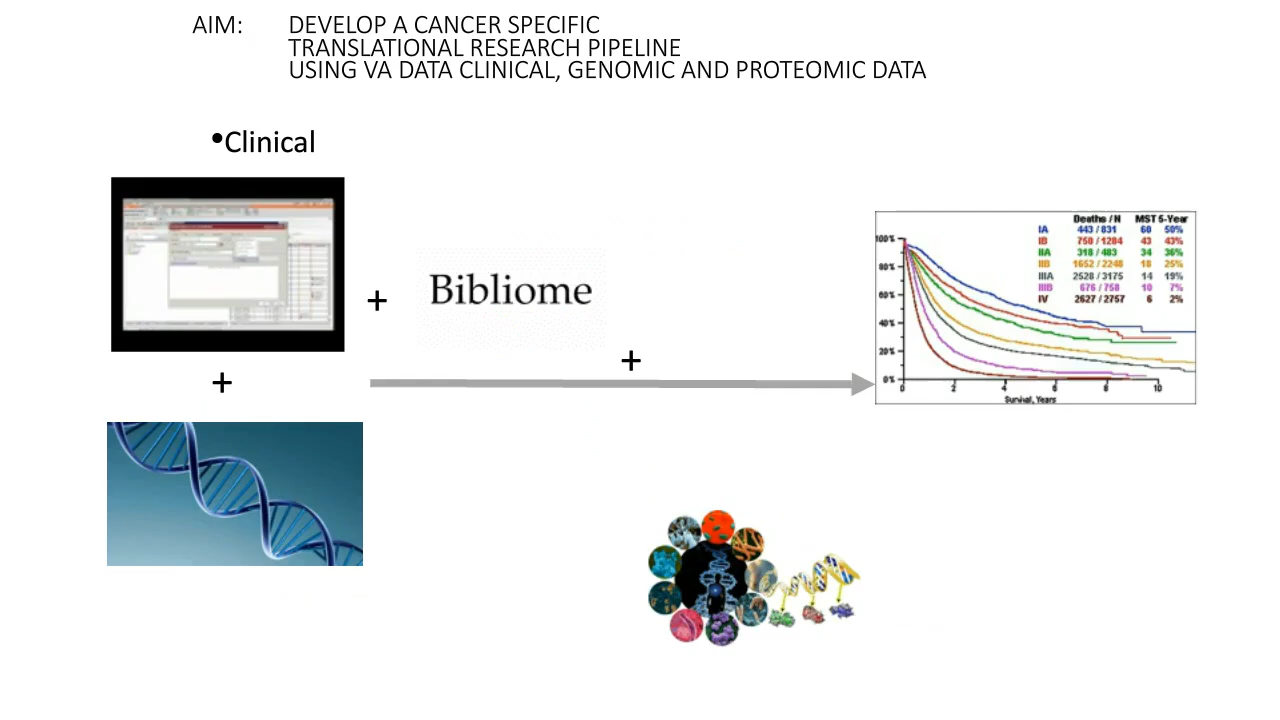 AIM: DEVELOP A CANCER SPECIFIC
TRANSLATIONAL RESEARCH PIPELINE
USING VA DATA CLINICAL, GENOMIC AND PROTEOMIC DATA
•Clinical
+
Bibliome
+
+
Deaths / N MST 5-Year
IA 443 / 831 60 50%
IB 750 / 1284 43 43%
IIA 318 / 483 34 36%
IIB 1652 / 2248 18 25%
IIIA 2528 / 3175 14 19%
IIIB 676 / 758 10 7%
IV 2627 / 2757 6 2%
100%
80%
60%
40%
20%
0%
0 2 4 6 8 10
Survival, Years